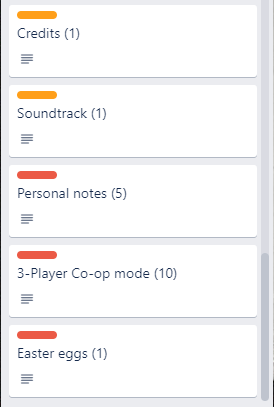 Credits (1)
Soundtrack (1)
Personal notes (5)
3-Player Co-op mode (10)
Easter eggs (1)